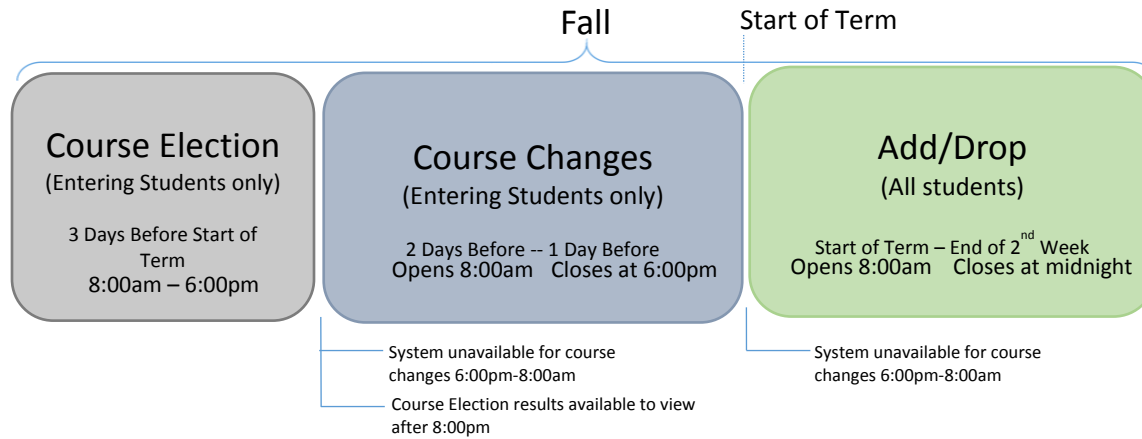 Fall
Start of Term
Course Election
(Entering Students only)
3 Days Before Start of
Term
8:00am – 6:00pm
Course Changes
(Entering Students only)
2 Days Before -- 1 Day Before
Opens 8:00am Closes at 6:00pm
Add/Drop
(All students)
Start of Term – End of 2nd Week
Opens 8:00am Closes at midnight
System unavailable for course
changes 6:00pm-8:00am
Course Election results available to view
after 8:00pm
System unavailable for course
changes 6:00pm-8:00am